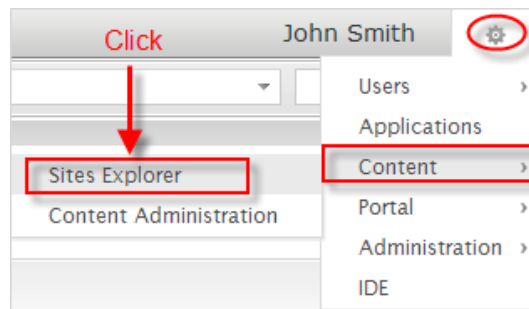 Click
John Smith
Users
Applications
Content
Portal
Administration
IDE
Sites Explorer
Content Administration